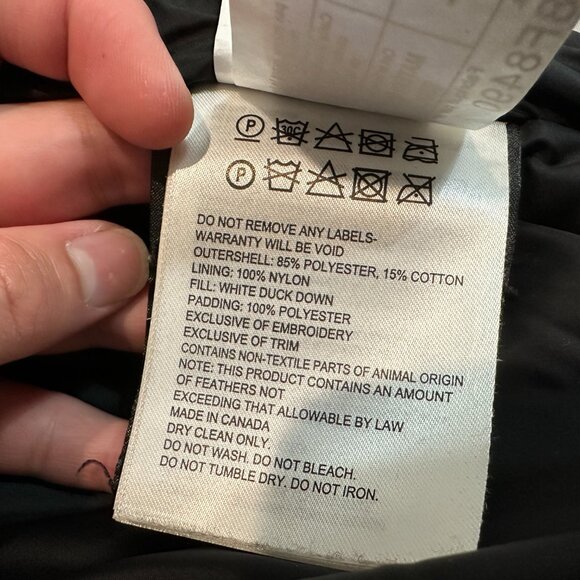 P 30C
P
DO NOT REMOVE ANY LABELS-
WARRANTY WILL BE VOID
OUTERSHELL: 85% POLYESTER, 15% COTTON
LINING: 100% NYLON
FILL: WHITE DUCK DOWN
PADDING: 100% POLYESTER
EXCLUSIVE OF EMBROIDERY
EXCLUSIVE OF TRIM
CONTAINS NON-TEXTILE PARTS OF ANIMAL ORIGIN
NOTE: THIS PRODUCT CONTAINS AN AMOUNT
OF FEATHERS NOT
EXCEEDING THAT ALLOWABLE BY LAW
MADE IN CANADA
DRY CLEAN ONLY.
DO NOT WASH. DO NOT BLEACH.
DO NOT TUMBLE DRY. DO NOT IRON.